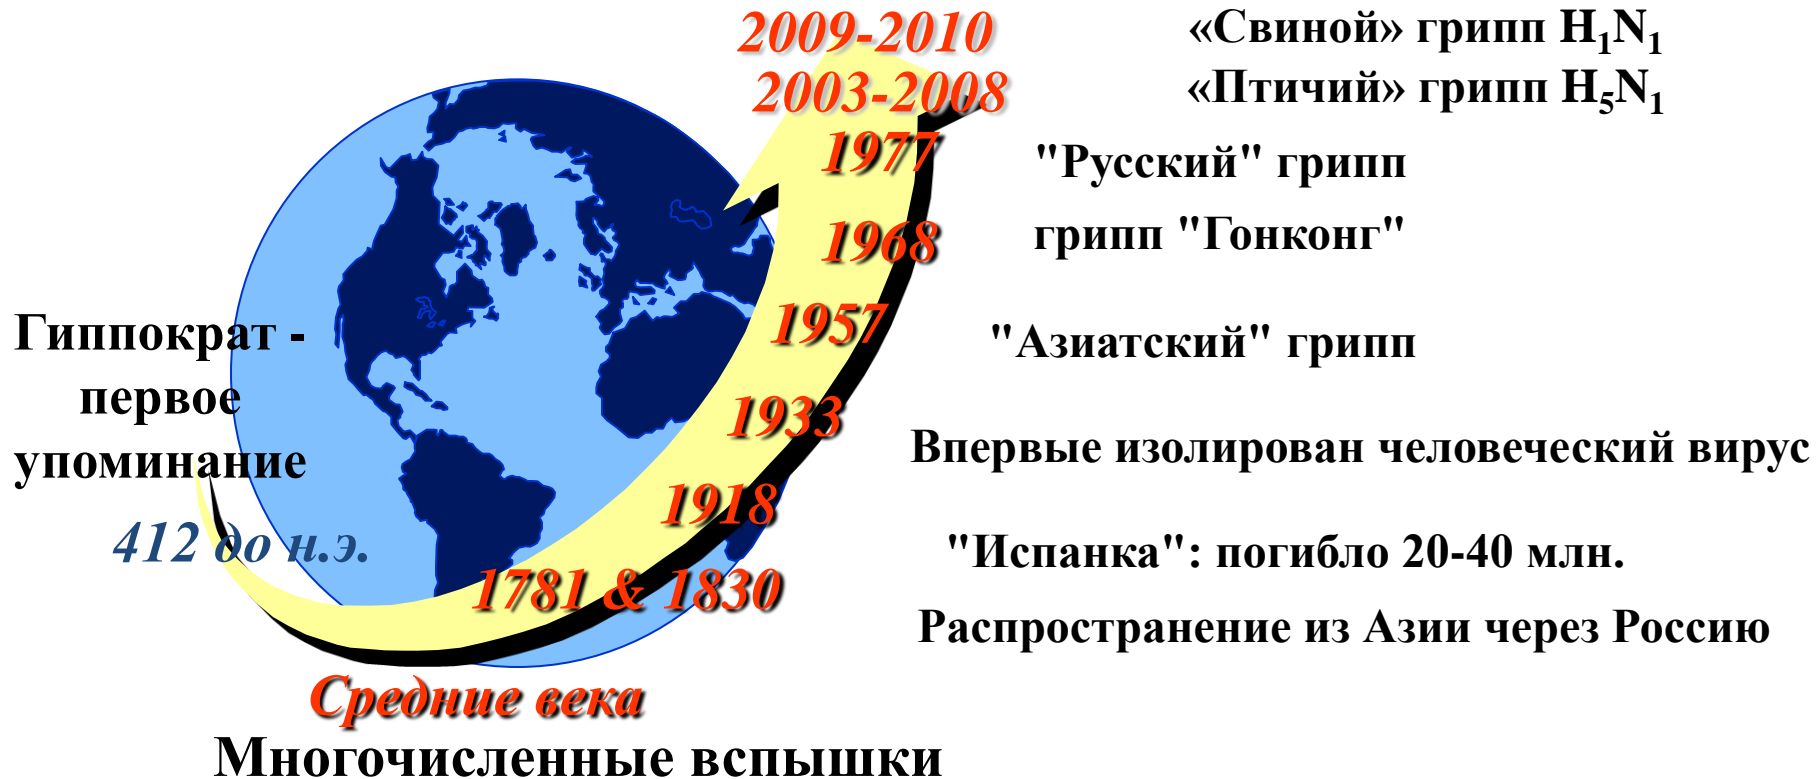 2009-2010
«Свиной» грипп H₁N₁
2003-2008
«Птичий» грипп H₅N₁
1977
"Русский" грипп
1968
грипп "Гонконг"
1957
"Азиатский" грипп
Гиппократ -
первое
упоминание
412 до н.э.
1933
Впервые изолирован человеческий вирус
1918
"Испанка": погибло 20-40 млн.
1781 & 1830
Распространение из Азии через Россию
Средние века
Многочисленные вспышки